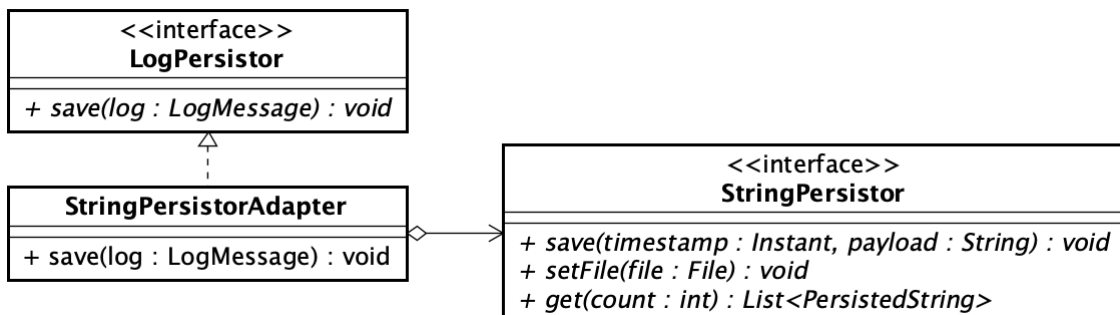 <<interface>>
LogPersistor
+ save(log : LogMessage) : void
StringPersistorAdapter
+ save(log : LogMessage) : void
<<interface>>
StringPersistor
+ save(timestamp : Instant, payload : String) : void
+ setFile(file : File) : void
+ get(count : int) : List<PersistedString>